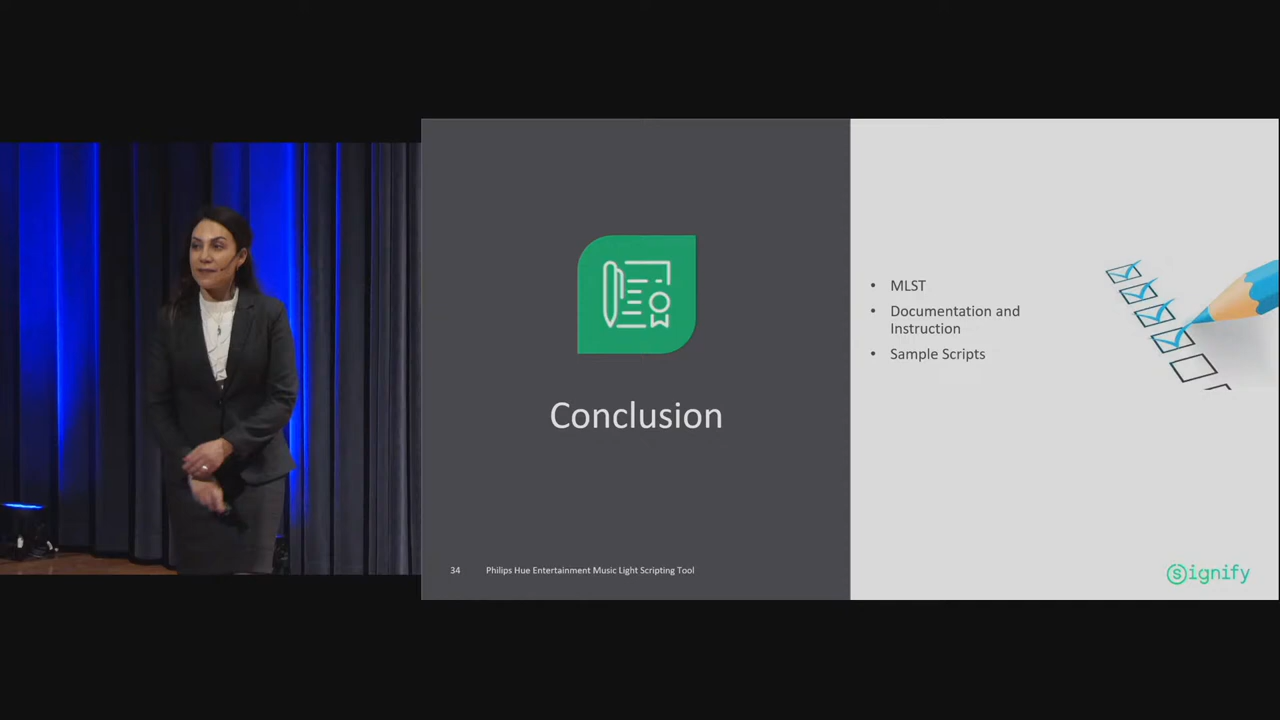 MLST
Documentation and
Instruction
Sample Scripts
Conclusion
34 Philips Hue Entertainment Music Light Scripting Tool
signify